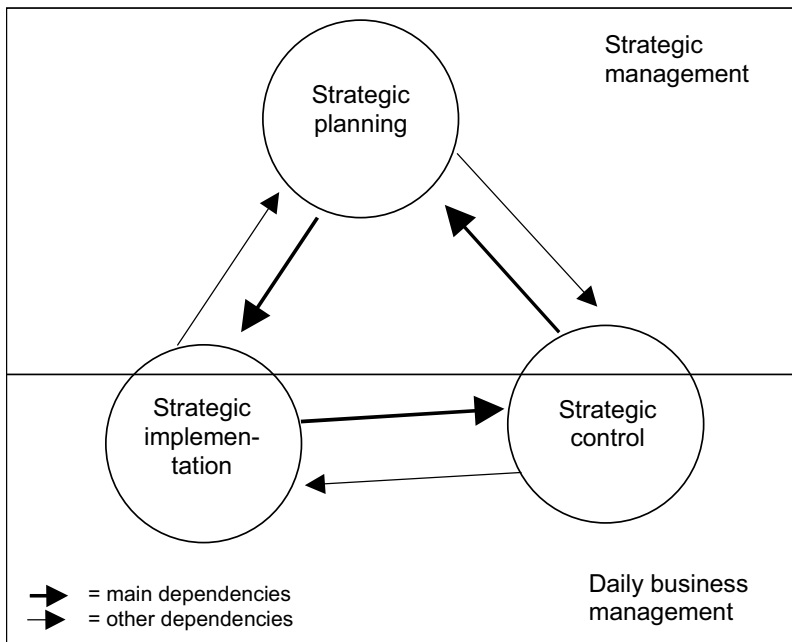 Strategic
management
Strategic
planning
Strategic
implemen-
tation
Strategic
control
= main dependencies
= other dependencies
Daily business
management